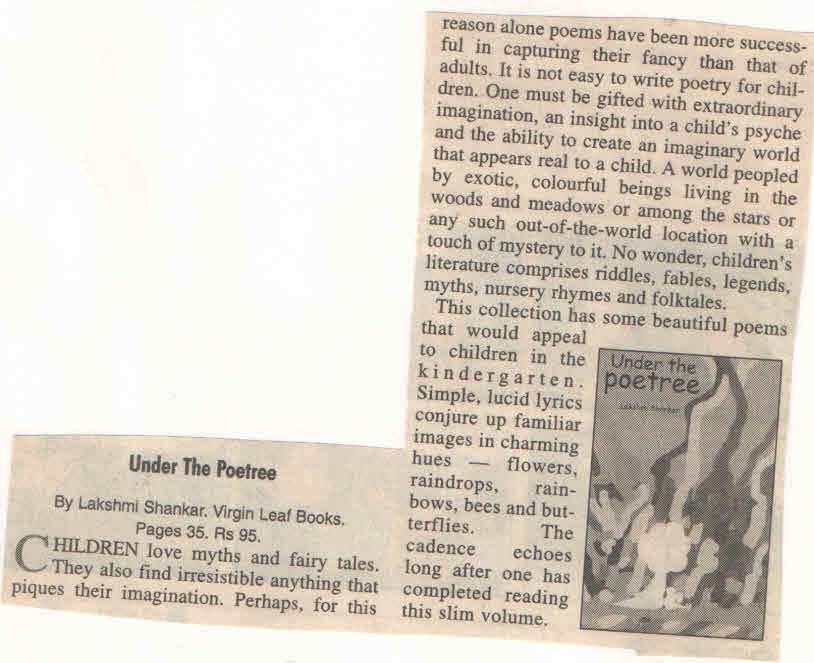 Under The Poetree
By Lakshmi Shankar. Virgin Leaf Books.
Pages 35. Rs 95.
CHILDREN love myths and fairy tales.
They also find irresistible anything that
piques their imagination. Perhaps, for this
reason alone poems have been more success-
ful in capturing their fancy than that of
adults. It is not easy to write poetry for chil-
dren. One must be gifted with extraordinary
imagination, an insight into a child's psyche
and the ability to create an imaginary world
that appears real to a child. A world peopled
by exotic, colourful beings living in the
woods and meadows or among the stars or
any such out-of-the-world location with a
touch of mystery to it. No wonder, children's
literature comprises riddles, fables, legends,
myths, nursery rhymes and folktales.
This collection has some beautiful poems
that would appeal
to children in the
kindergarten.
Simple, lucid lyrics
conjure up familiar
images in charming
hues — flowers,
raindrops, rain-
bows, bees and but-
terflies. The
cadence echoes
long after one has
completed reading
this slim volume.
Under the
poetree
Lakshmi Shankar